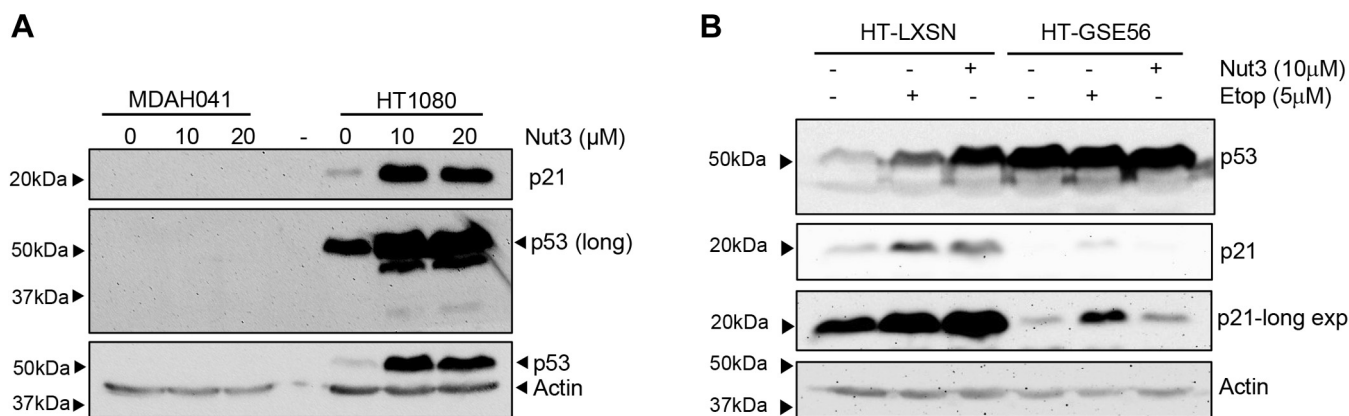 A
MDAH041 HT1080
0 10 20 - 0 10 20 Nut3 (µM)
20kDa p21
50kDa p53 (long)
37kDa
50kDa p53
Actin
37kDa
B
HT-LXSN HT-GSE56
- - + - - + Nut3 (10µM)
- + - - + - Etop (5µM)
50kDa p53
20kDa p21
20kDa p21-long exp
50kDa
Actin
37kDa